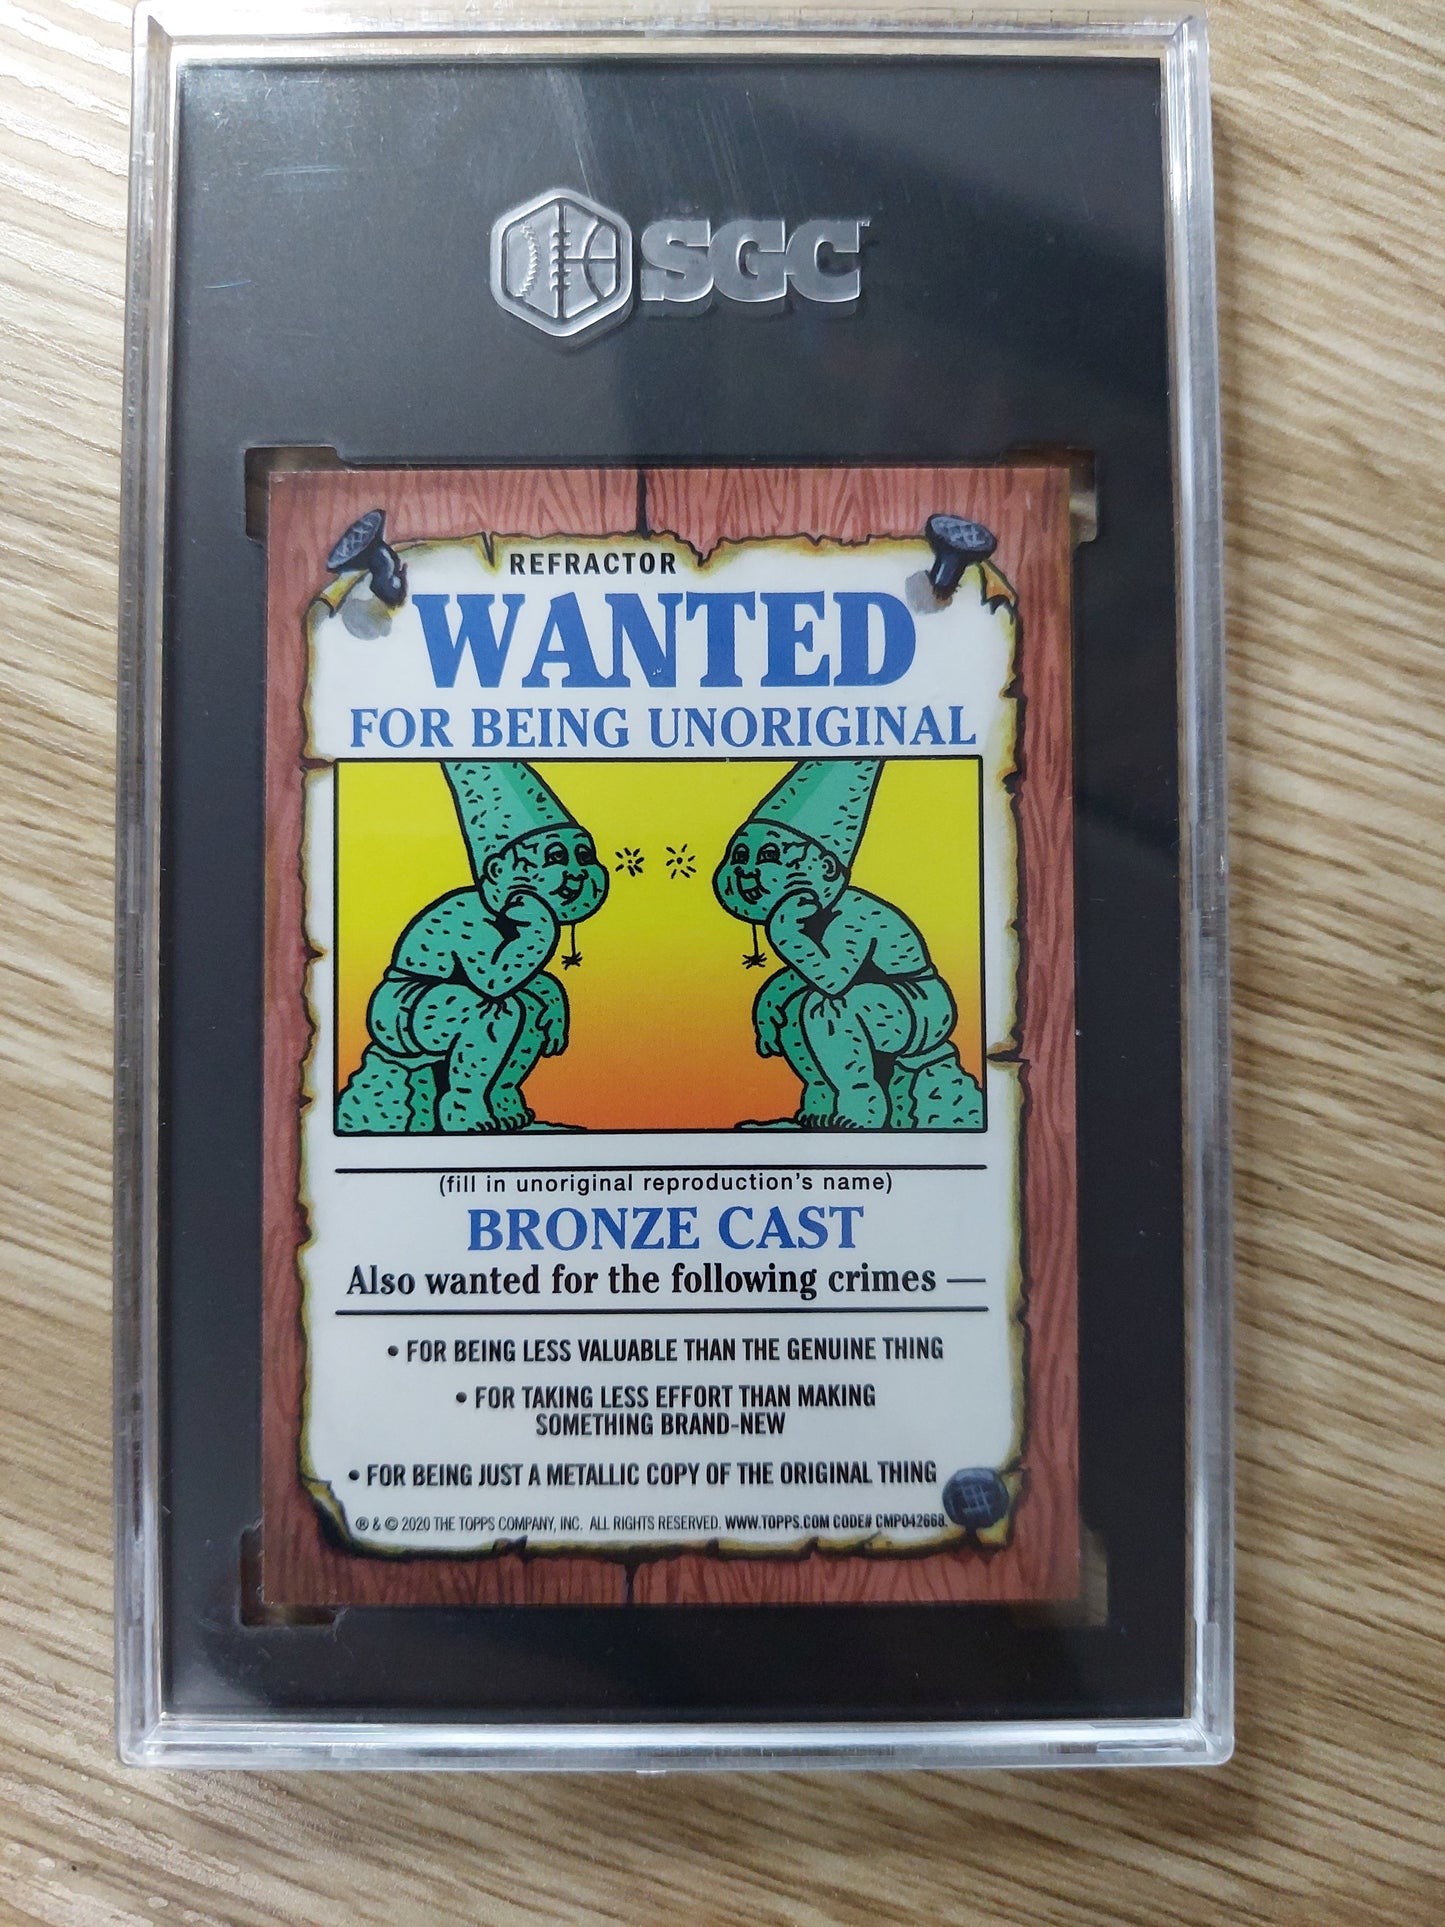 SGC
REFRACTOR
WANTED
FOR BEING UNORIGINAL
(fill in unoriginal reproduction's name)
BRONZE CAST
Also wanted for the following crimes —
• FOR BEING LESS VALUABLE THAN THE GENUINE THING
• FOR TAKING LESS EFFORT THAN MAKING
SOMETHING BRAND-NEW
• FOR BEING JUST A METALLIC COPY OF THE ORIGINAL THING
® & © 2020 THE TOPPS COMPANY, INC. ALL RIGHTS RESERVED. WWW.TOPPS.COM CODE# CMP042668.